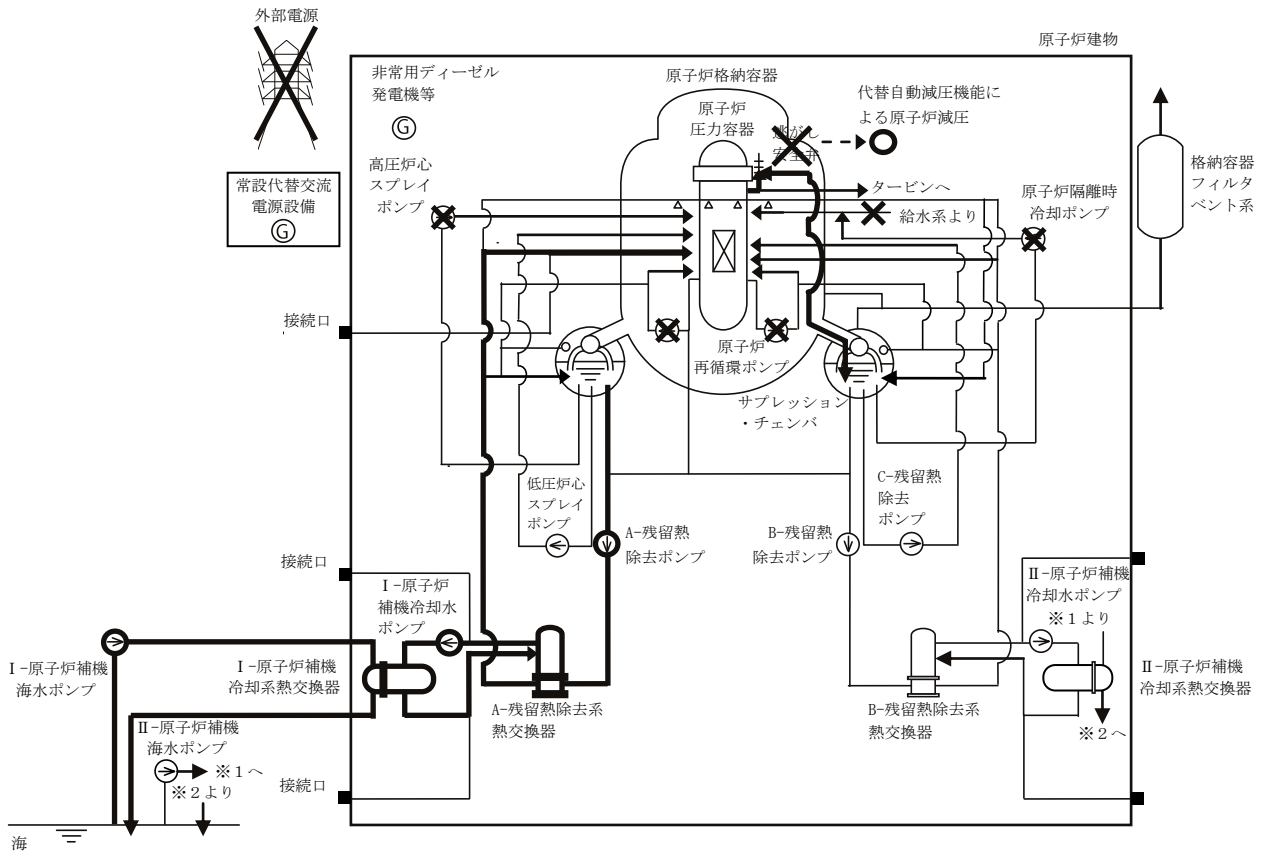 外部電源
原子炉建物
非常用ディーゼル
発電機等
G
原子炉格納容器
原子炉
圧力容器
代替自動減圧機能に
よる原子炉減圧
逃がし
安全弁
高圧炉心
スプレイ
ポンプ
常設代替交流
電源設備
G
タービンへ
給水系より
原子炉隔離時
冷却ポンプ
格納容器
フィルタ
ベント系
接続口
原子炉
再循環ポンプ
サプレッション
・チェンバ
低圧炉心
スプレイ
ポンプ
A-残留熱
除去ポンプ
B-残留熱
除去ポンプ
C-残留熱
除去
ポンプ
接続口
Ⅰ-原子炉
補機冷却水
ポンプ
Ⅱ-原子炉補機
冷却水ポンプ
※1より
Ⅰ-原子炉補機
海水ポンプ
Ⅰ-原子炉補機
冷却系熱交換器
Ⅱ-原子炉補機
冷却系熱交換器
A-残留熱除去系
熱交換器
B-残留熱除去系
熱交換器
※2へ
Ⅱ-原子炉補機
海水ポンプ
※1へ
※2より
接続口
海